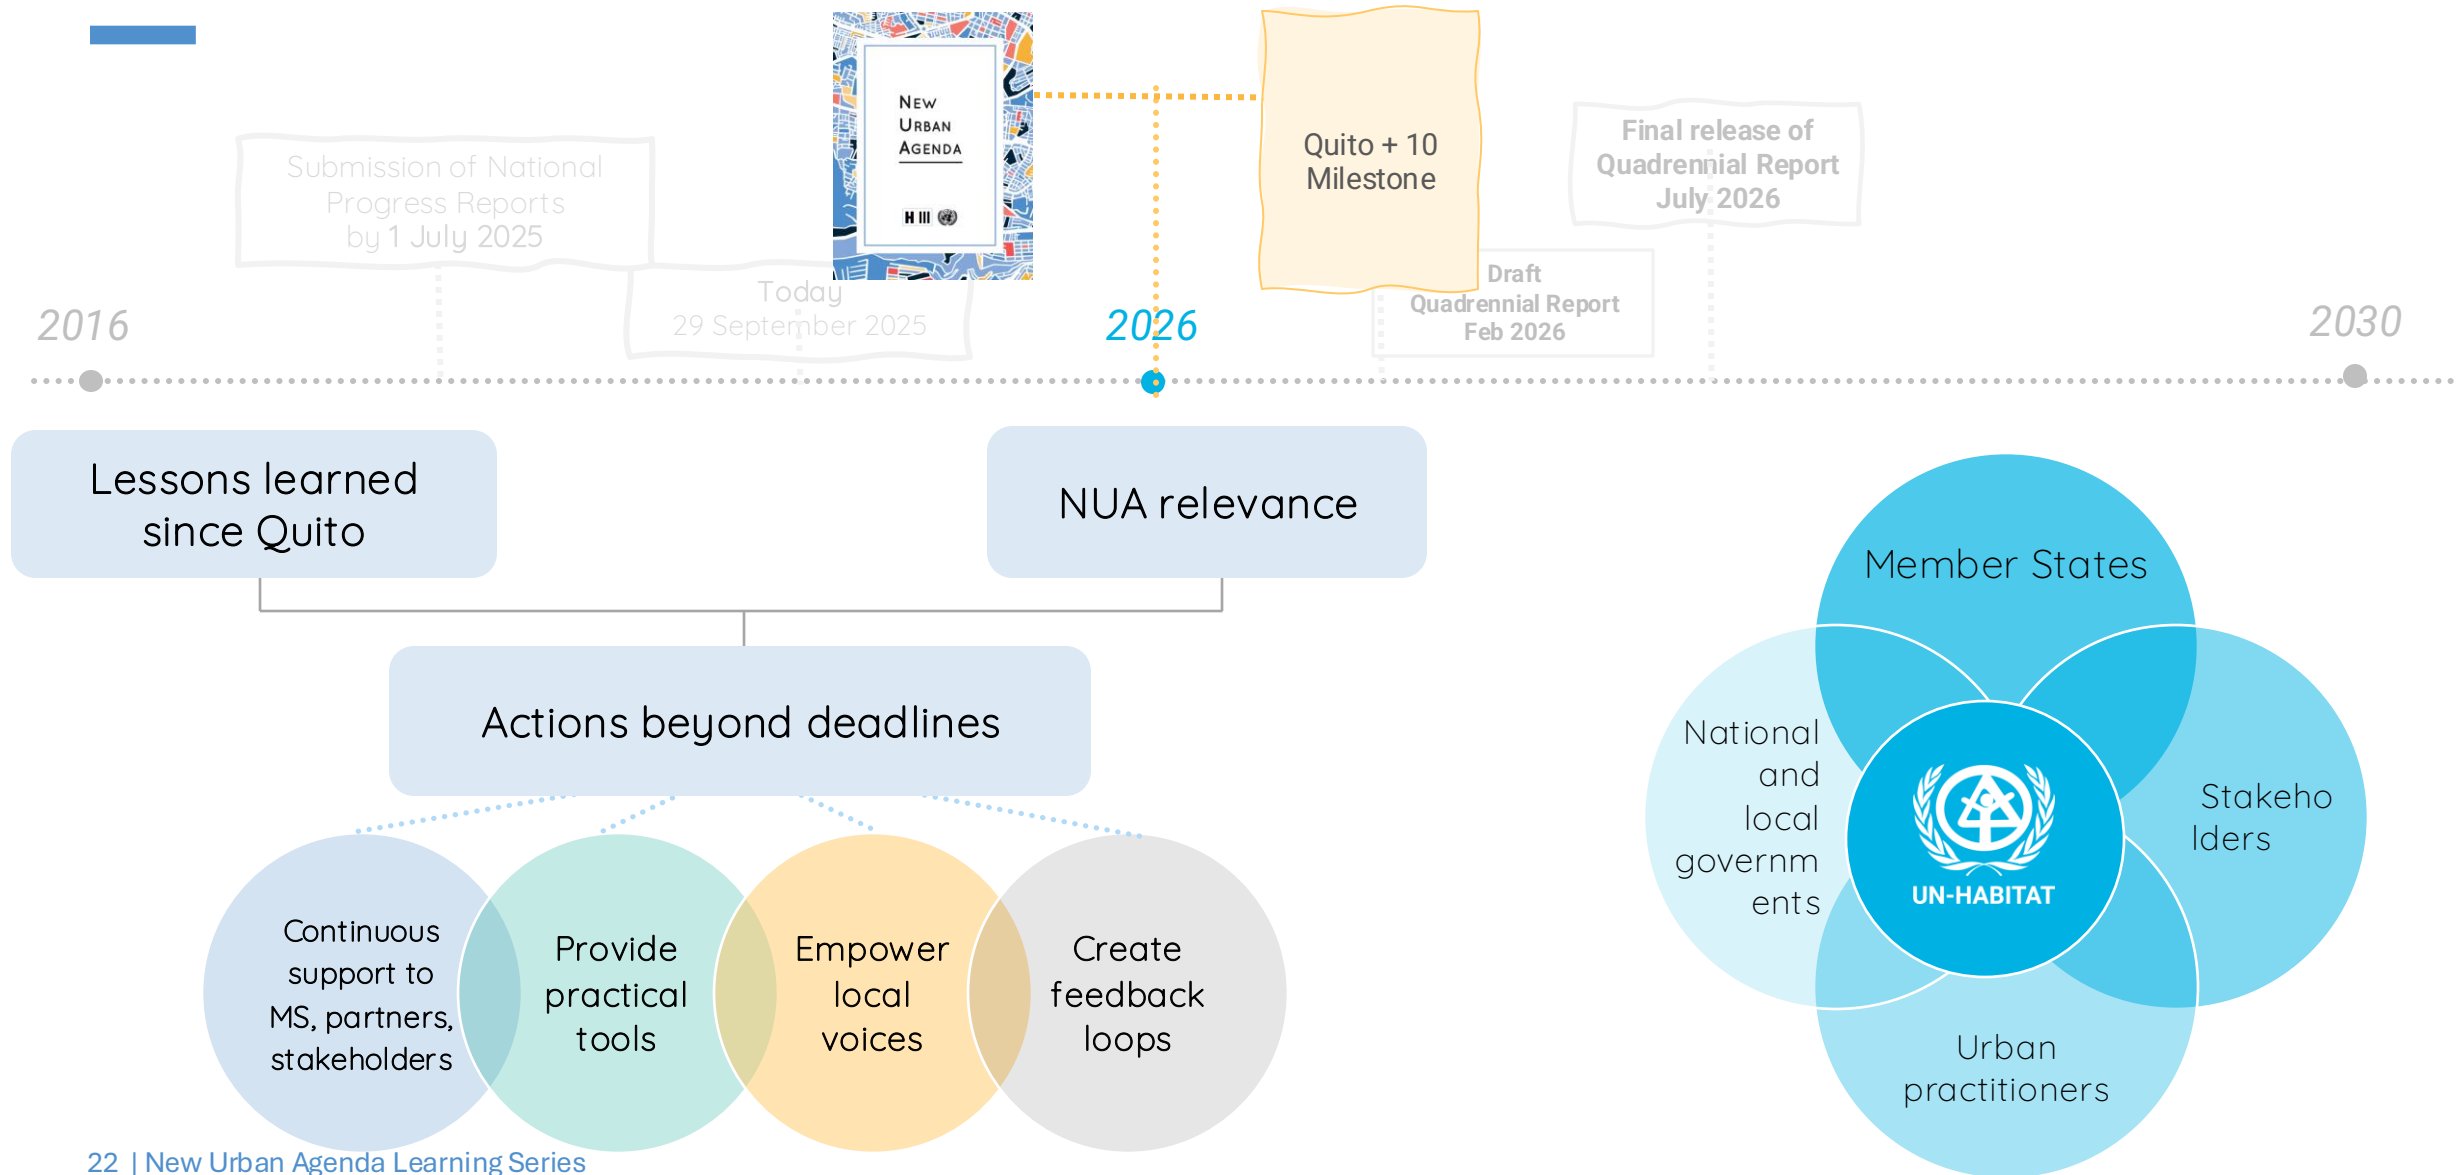 NEW
URBAN
AGENDA
H III
Quito + 10
Milestone
Submission of National
Progress Reports
by 1 July 2025
Today
29 September 2025
Final release of
Quadrennial Report
July 2026
Draft
Quadrennial Report
Feb 2026
2016
2026
2030
Lessons learned
since Quito
NUA relevance
Actions beyond deadlines
Continuous
support to
MS, partners,
stakeholders
Provide
practical
tools
Empower
local
voices
Create
feedback
loops
Member States
National
and
local
governm
ents
Stakeho
lders
UN-HABITAT
Urban
practitioners
22 | New Urban Agenda Learning Series